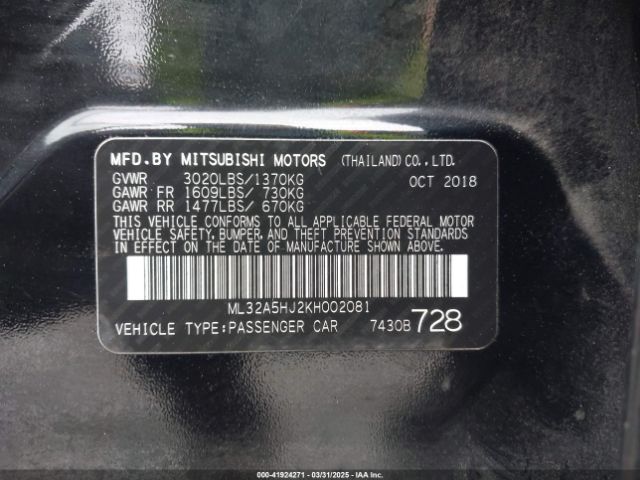 MFD.BY MITSUBISHI MOTORS (THAILAND)CO.,LTD.
GVWR 3020LBS/1370KG OCT 2018
GAWR FR 1609LBS/ 730KG
GAWR RR 1477LBS/ 670KG
THIS VEHICLE CONFORMS TO ALL APPLICABLE FEDERAL MOTOR
VEHICLE SAFETY, BUMPER, AND THEFT PREVENTION STANDARDS
IN EFFECT ON THE DATE OF MANUFACTURE SHOWN ABOVE.
ML32A5HJ2KH002081
VEHICLE TYPE:PASSENGER CAR 7430B 728
000-41924271 - 03/31/2025 - IAAI.com